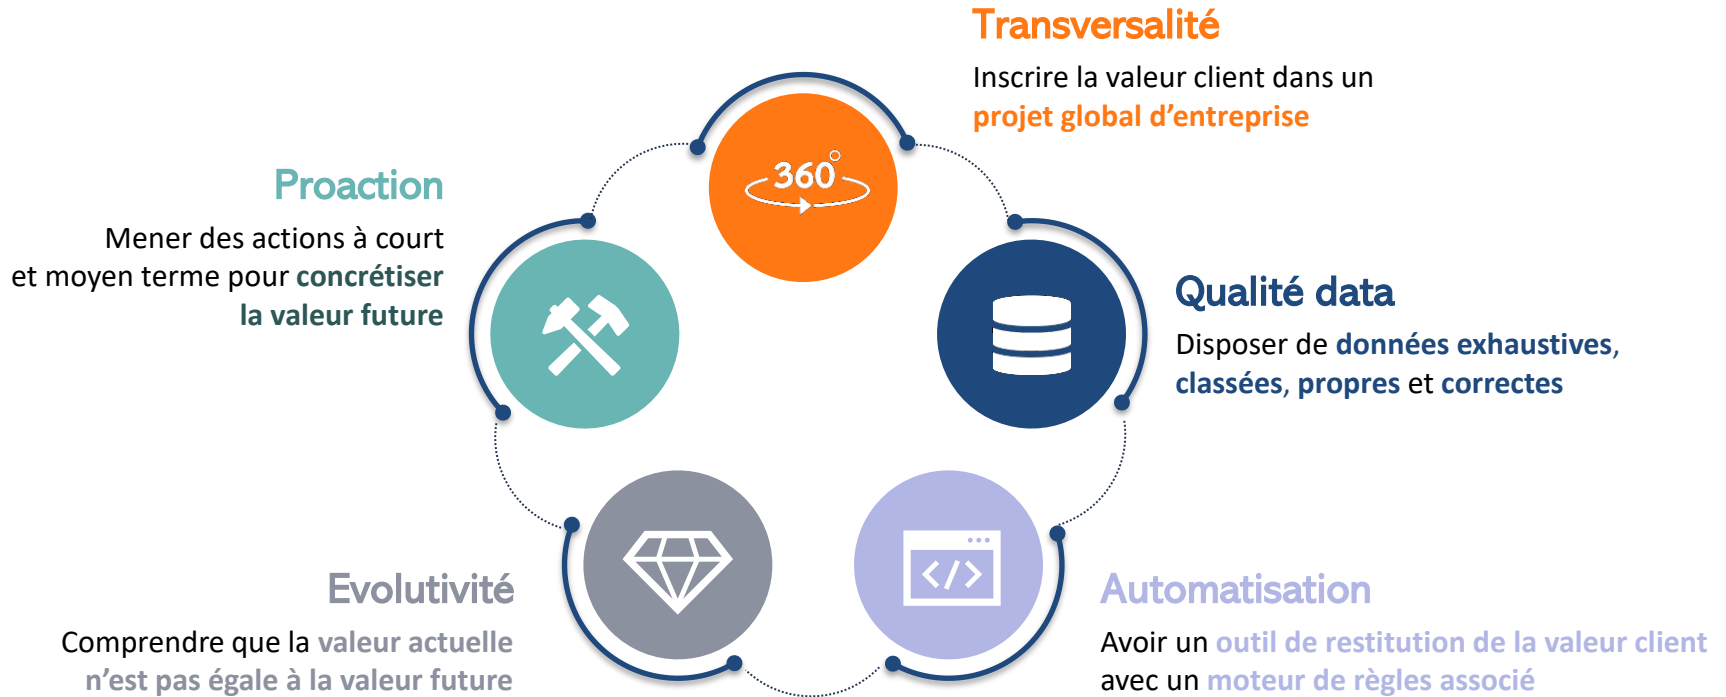 Transversalité
Inscrire la valeur client dans un
projet global d’entreprise
360°
Proaction
Mener des actions à court
et moyen terme pour concrétiser
la valeur future
Qualité data
Disposer de données exhaustives,
classées, propres et correctes
</>
Evolutivité
Comprendre que la valeur actuelle
n’est pas égale à la valeur future
Automatisation
Avoir un outil de restitution de la valeur client
avec un moteur de règles associé